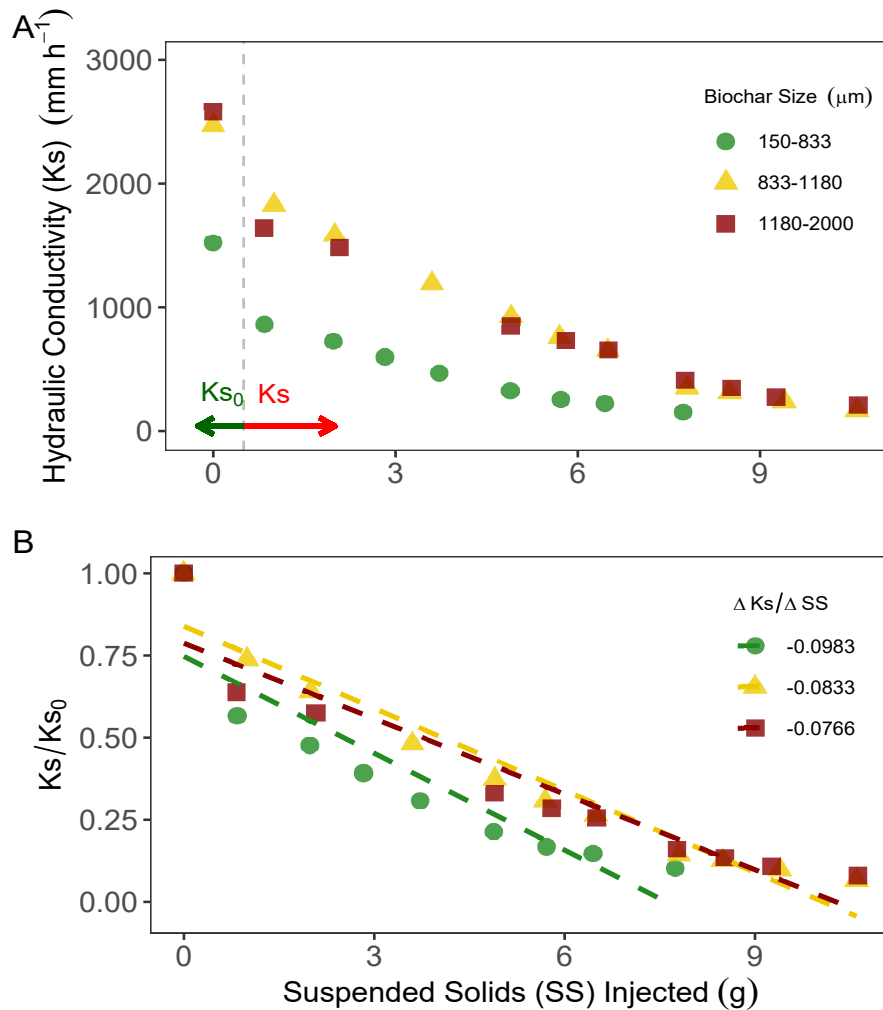 A
Hydraulic Conductivity (Ks) (mm h⁻¹)
3000
2000
1000
0
Biochar Size (μm)
150-833
833-1180
1180-2000
Ks₀ Ks
0 3 6 9
B
Ks/Ks₀
1.00
0.75
0.50
0.25
0.00
Δ Ks/Δ SS
-0.0983
-0.0833
-0.0766
0 3 6 9
Suspended Solids (SS) Injected (g)